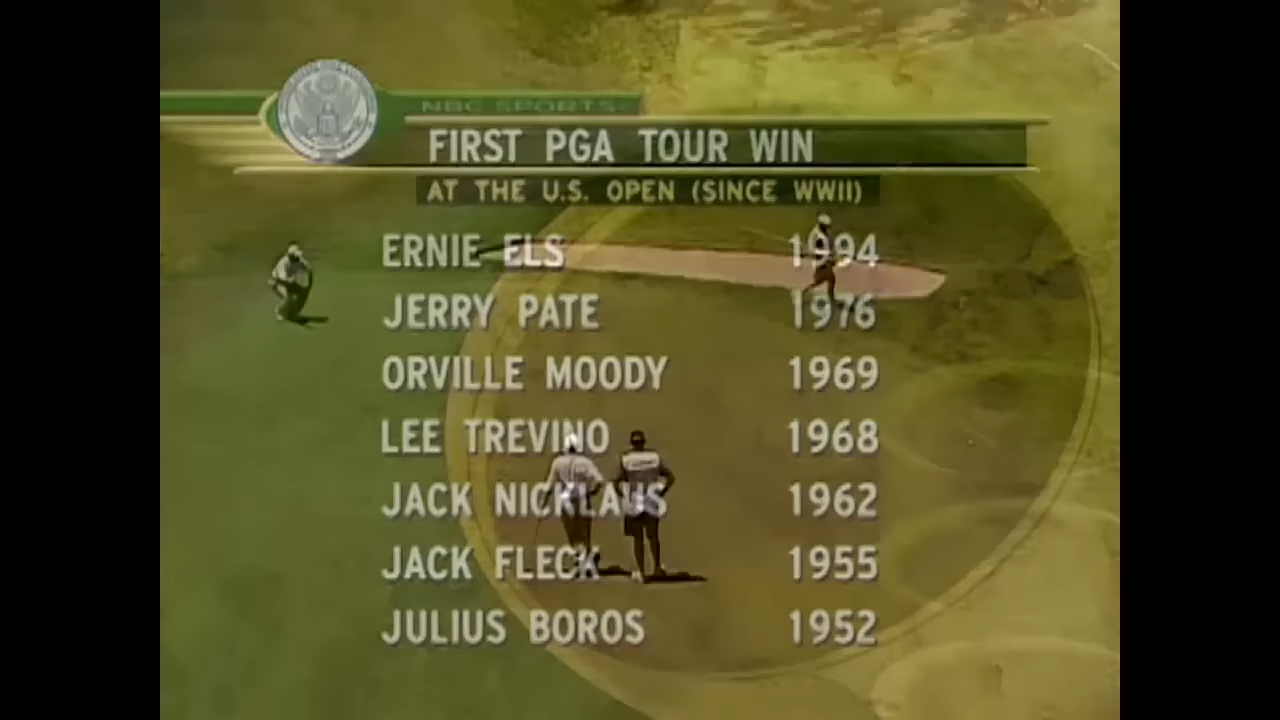 NBC SPORTS
FIRST PGA TOUR WIN
AT THE U.S. OPEN (SINCE WWII)
ERNIE ELS 1994
JERRY PATE 1976
ORVILLE MOODY 1969
LEE TREVINO 1968
JACK NICKLAUS 1962
JACK FLECK 1955
JULIUS BOROS 1952